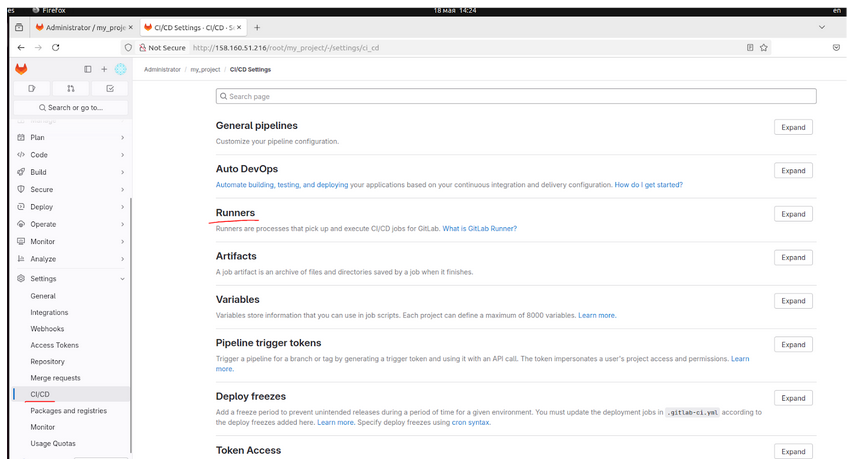 es Firefox 18 мая 14:24 en
Administrator / my_proje CI/CD Settings · CI/CD · S
Not Secure http://158.160.51.216/root/my_project/-/settings/ci_cd
Administrator / my_project / CI/CD Settings
Search or go to...
Plan
Code
Build
Secure
Deploy
Operate
Monitor
Analyze
Settings
General
Integrations
Webhooks
Access Tokens
Repository
Merge requests
CI/CD
Packages and registries
Monitor
Usage Quotas
Search page
General pipelines
Expand
Customize your pipeline configuration.
Auto DevOps
Expand
Automate building, testing, and deploying your applications based on your continuous integration and delivery configuration. How do I get started?
Runners
Expand
Runners are processes that pick up and execute CI/CD jobs for GitLab. What is GitLab Runner?
Artifacts
Expand
A job artifact is an archive of files and directories saved by a job when it finishes.
Variables
Expand
Variables store information that you can use in job scripts. Each project can define a maximum of 8000 variables. Learn more.
Pipeline trigger tokens
Expand
Trigger a pipeline for a branch or tag by generating a trigger token and using it with an API call. The token impersonates a user's project access and permissions. Learn
more.
Deploy freezes
Expand
Add a freeze period to prevent unintended releases during a period of time for a given environment. You must update the deployment jobs in .gitlab-ci.yml according to
the deploy freezes added here. Learn more. Specify deploy freezes using cron syntax.
Token Access
Expand